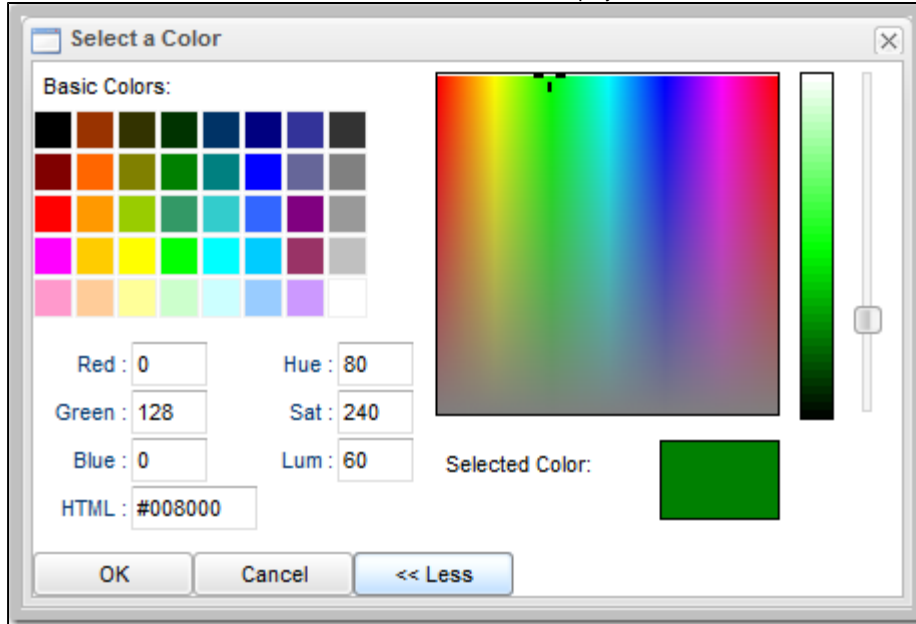 Select a Color
Basic Colors:
Red : 0 Hue : 80
Green : 128 Sat : 240
Blue : 0 Lum : 60
HTML : #008000
Selected Color:
OK Cancel << Less